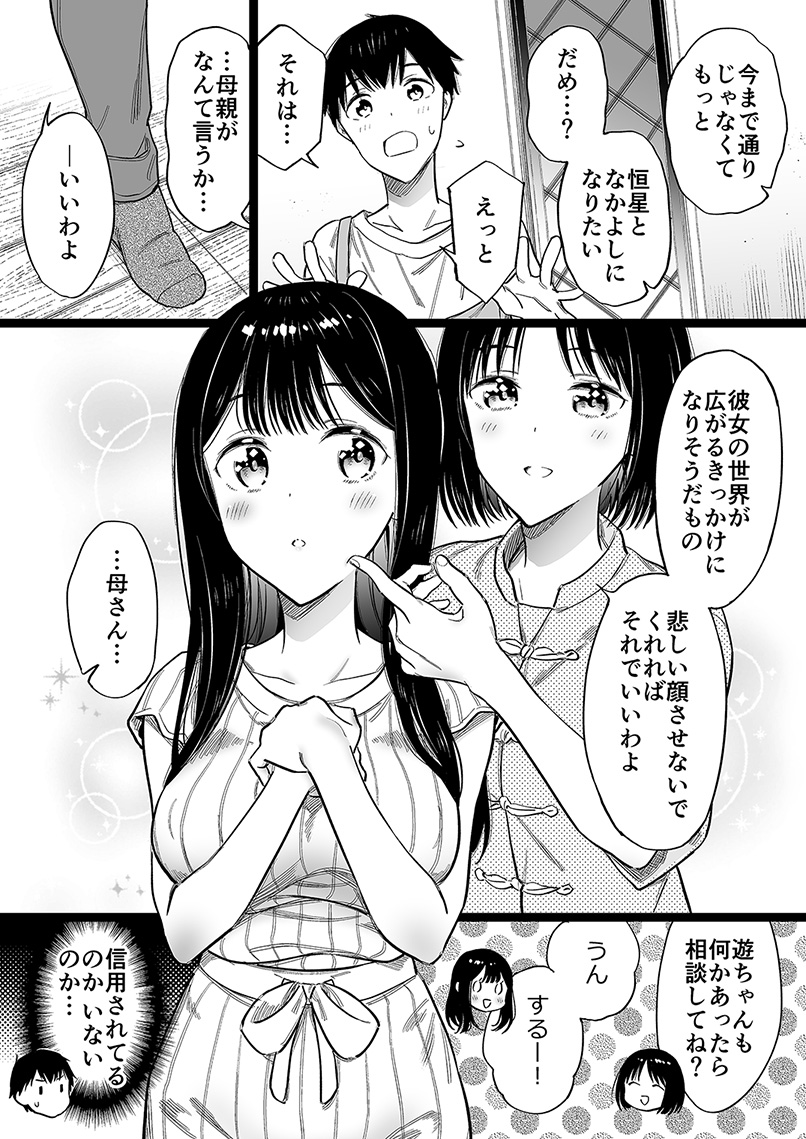 今まで通り
じゃなくて
もっと
恒星と
なかよしに
なりたい
だめ…？
えっと
それは…
…母親が
なんて言うか…
―いいわよ
彼女の世界が
広がるきっかけに
なりそうだもの
悲しい顔させないで
くれれば
それでいいわよ
…母さん…
遊ちゃんも
何かあったら
相談してね？
うん
するー！
信用されてる
のか いない
のか…